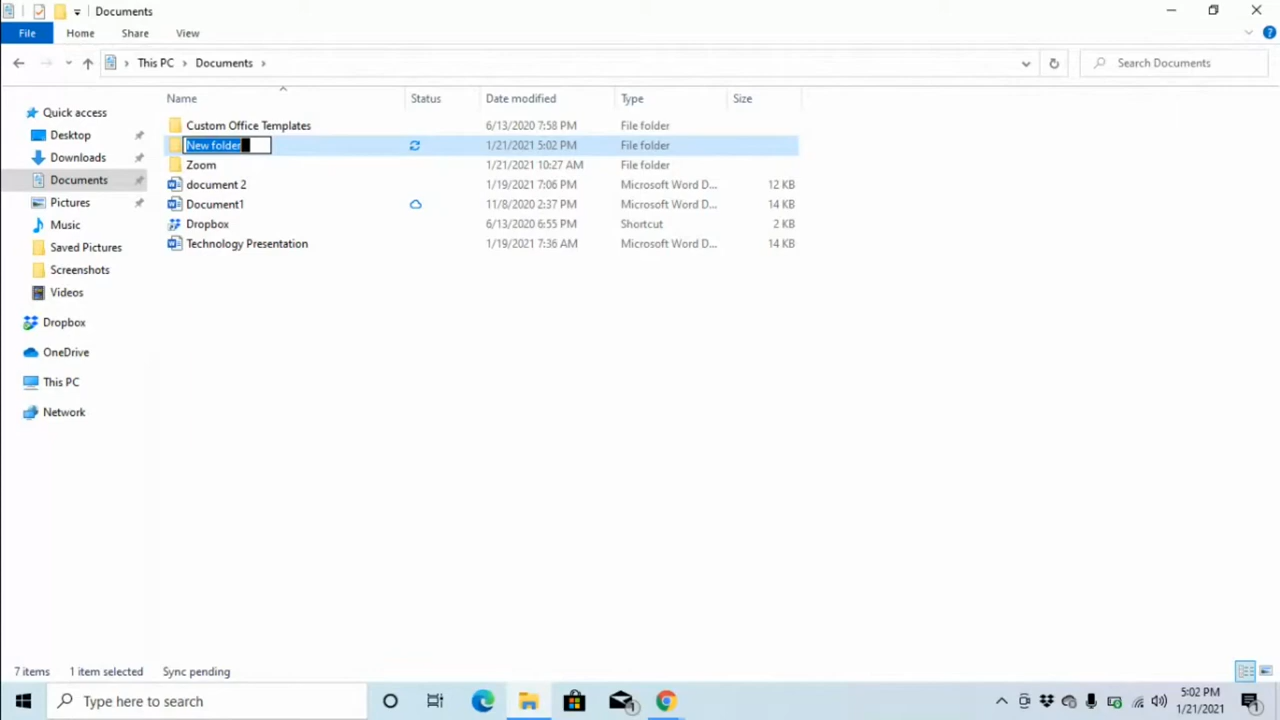 Documents
File Home Share View
This PC Documents
Search Documents
Name Status Date modified Type Size
Quick access
Desktop
Downloads
Documents
Pictures
Music
Saved Pictures
Screenshots
Videos
Dropbox
OneDrive
This PC
Network
Custom Office Templates 6/13/2020 7:58 PM File folder
New folder 1/21/2021 5:02 PM File folder
Zoom 1/21/2021 10:27 AM File folder
document 2 1/19/2021 7:06 PM Microsoft Word D... 12 KB
Document1 11/8/2020 2:37 PM Microsoft Word D... 14 KB
Dropbox 6/13/2020 6:55 PM Shortcut 2 KB
Technology Presentation 1/19/2021 7:36 AM Microsoft Word D... 14 KB
7 items 1 item selected Sync pending
Type here to search
1
5:02 PM
1/21/2021
1